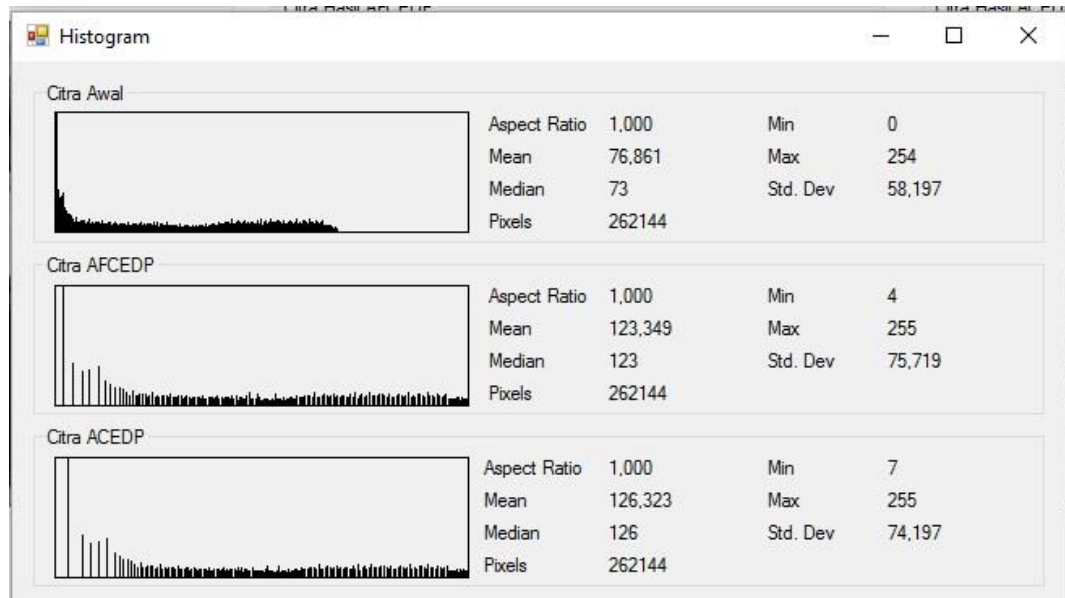 Histogram
Citra Awal
Aspect Ratio 1,000 Min 0
Mean 76,861 Max 254
Median 73 Std. Dev 58,197
Pixels 262144
Citra AFCEDP
Aspect Ratio 1,000 Min 4
Mean 123,349 Max 255
Median 123 Std. Dev 75,719
Pixels 262144
Citra ACEDP
Aspect Ratio 1,000 Min 7
Mean 126,323 Max 255
Median 126 Std. Dev 74,197
Pixels 262144